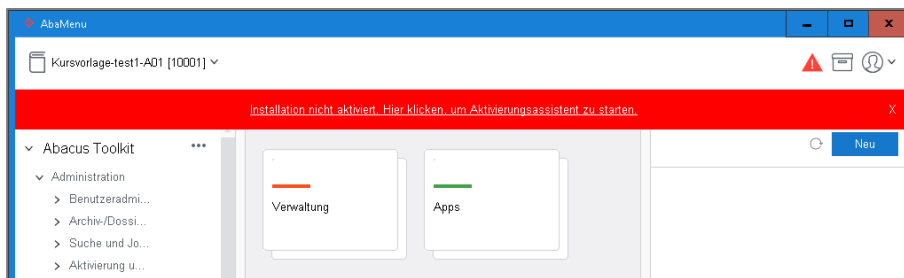 AbaMenu
Kursvorlage-test1-A01 [10001]
Installation nicht aktiviert. Hier klicken, um Aktivierungsassistent zu starten. X
Abacus Toolkit ••• Neu
Administration
Benutzeradmi...
Archiv-/Dossi...
Suche und Jo...
Aktivierung u...
Verwaltung
Apps